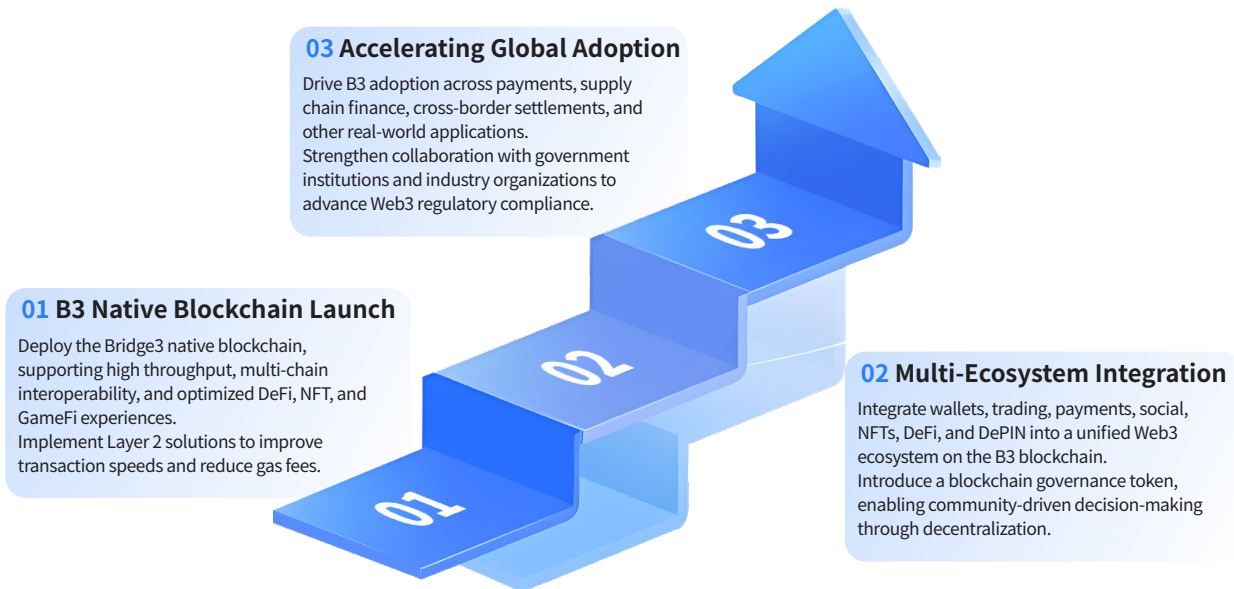 03 Accelerating Global Adoption
Drive B3 adoption across payments, supply
chain finance, cross-border settlements, and
other real-world applications.
Strengthen collaboration with government
institutions and industry organizations to
advance Web3 regulatory compliance.
03
01 B3 Native Blockchain Launch
Deploy the Bridge3 native blockchain,
supporting high throughput, multi-chain
interoperability, and optimized DeFi, NFT, and
GameFi experiences.
Implement Layer 2 solutions to improve
transaction speeds and reduce gas fees.
02
02 Multi-Ecosystem Integration
Integrate wallets, trading, payments, social,
NFTs, DeFi, and DePIN into a unified Web3
ecosystem on the B3 blockchain.
Introduce a blockchain governance token,
enabling community-driven decision-making
through decentralization.
01